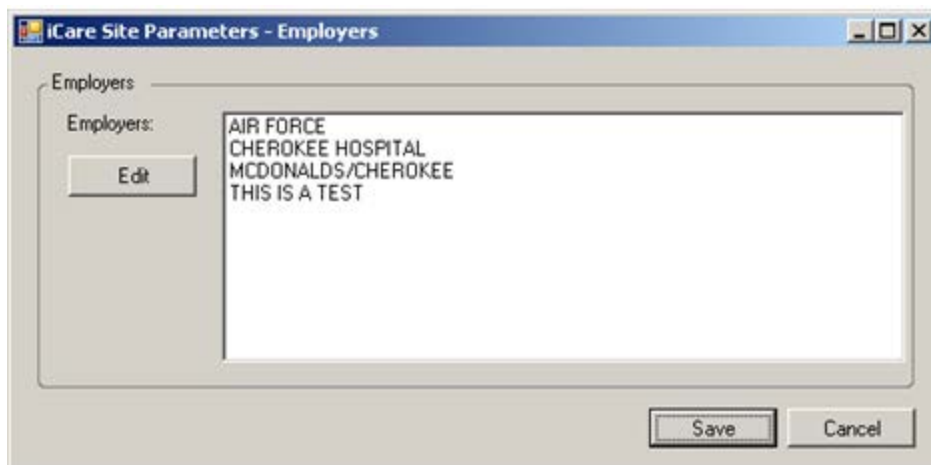 iCare Site Parameters - Employers
Employers
Employers:
Edit
AIR FORCE
CHEROKEE HOSPITAL
MCDONALDS/CHEROKEE
THIS IS A TEST
Save
Cancel